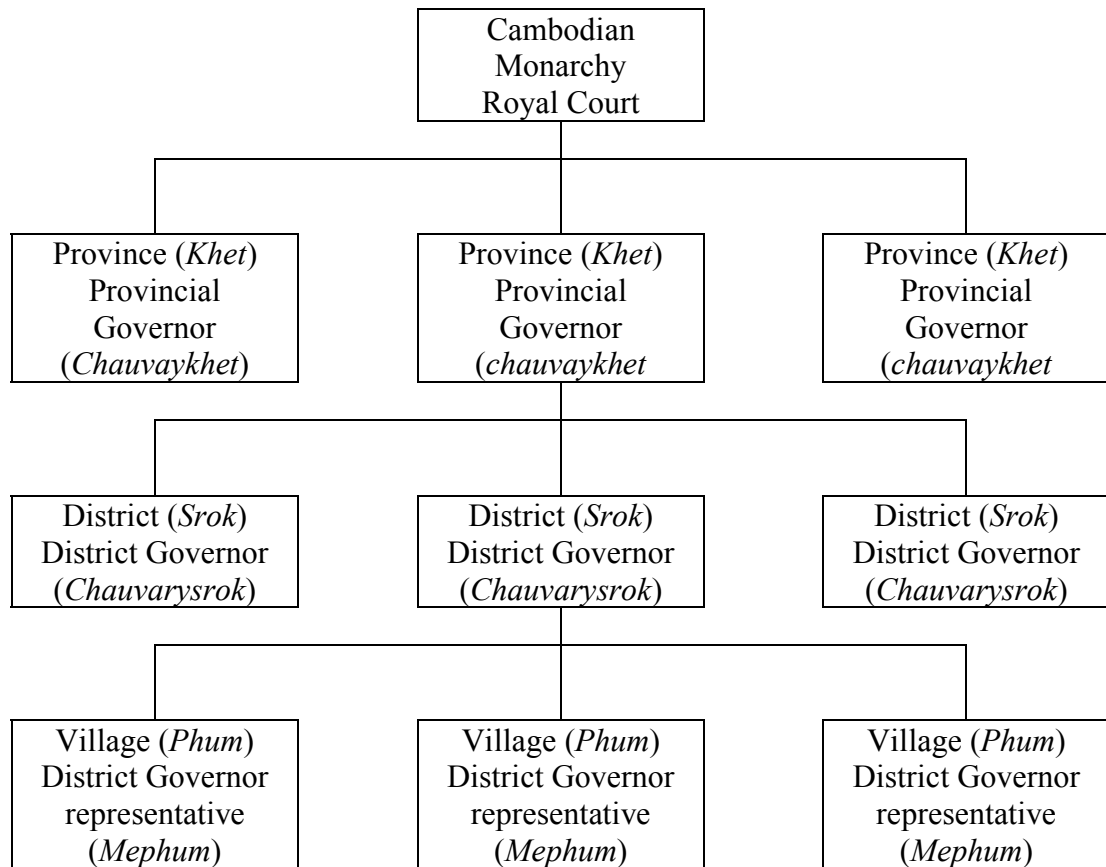 Cambodian
Monarchy
Royal Court
Province (Khet)
Provincial
Governor
(Chauvaykhet)
Province (Khet)
Provincial
Governor
(chauvaykhet
Province (Khet)
Provincial
Governor
(chauvaykhet
District (Srok)
District Governor
(Chauvarysrok)
District (Srok)
District Governor
(Chauvarysrok)
District (Srok)
District Governor
(Chauvarysrok)
Village (Phum)
District Governor
representative
(Mephum)
Village (Phum)
District Governor
representative
(Mephum)
Village (Phum)
District Governor
representative
(Mephum)